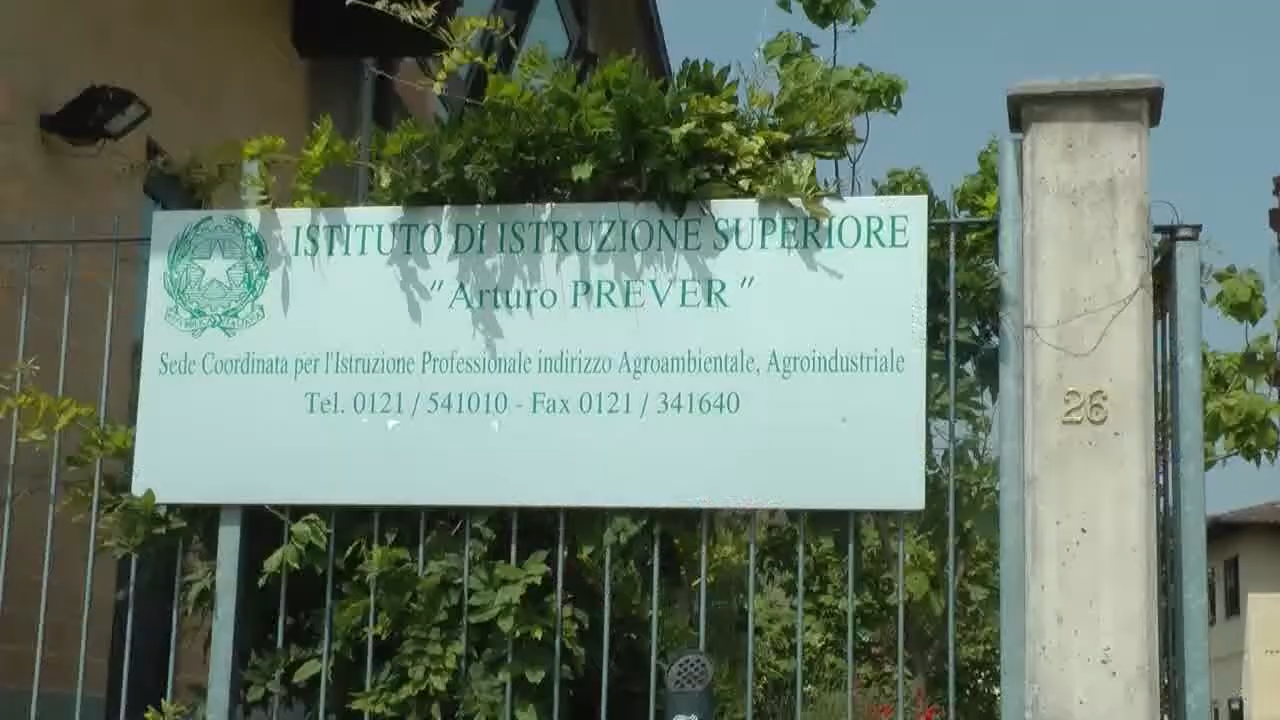 ISTITUTO DI ISTRUZIONE SUPERIORE
"Arturo PREVER"
Sede Coordinata per l'Istruzione Professionale indirizzo Agroambientale, Agroindustriale
Tel. 0121 / 541010 - Fax 0121 / 341640
26